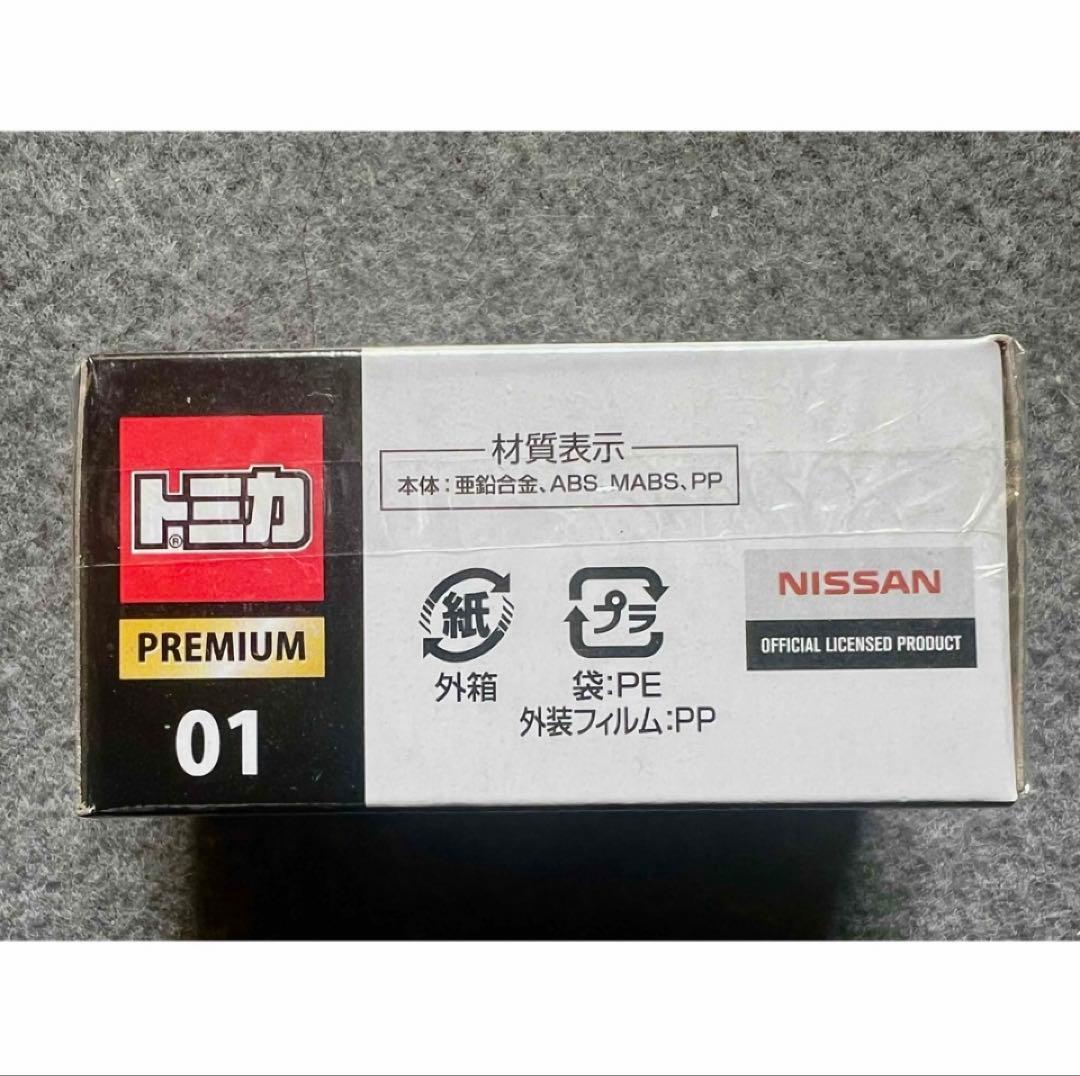 トミカ®
PREMIUM
01
材質表示
本体：亜鉛合金、ABS、MABS、PP
紙
外箱
プラ
袋：PE
外装フィルム：PP
NISSAN
OFFICIAL LICENSED PRODUCT